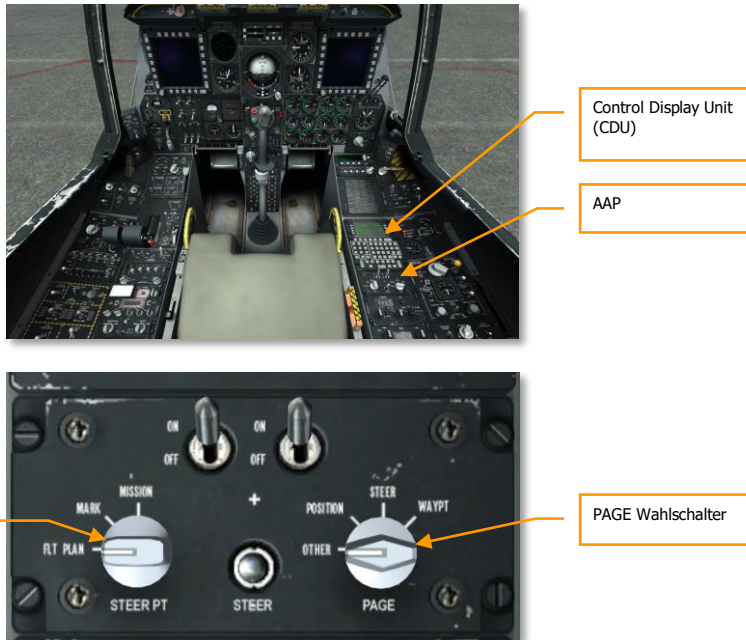 Control Display Unit
(CDU)
AAP
ON
ON
OFF
OFF
MISSION
MARK
FLT PLAN
STEER PT
STEER
STEER
POSITION
WAYPT
OTHER
PAGE
PAGE Wahlschalter